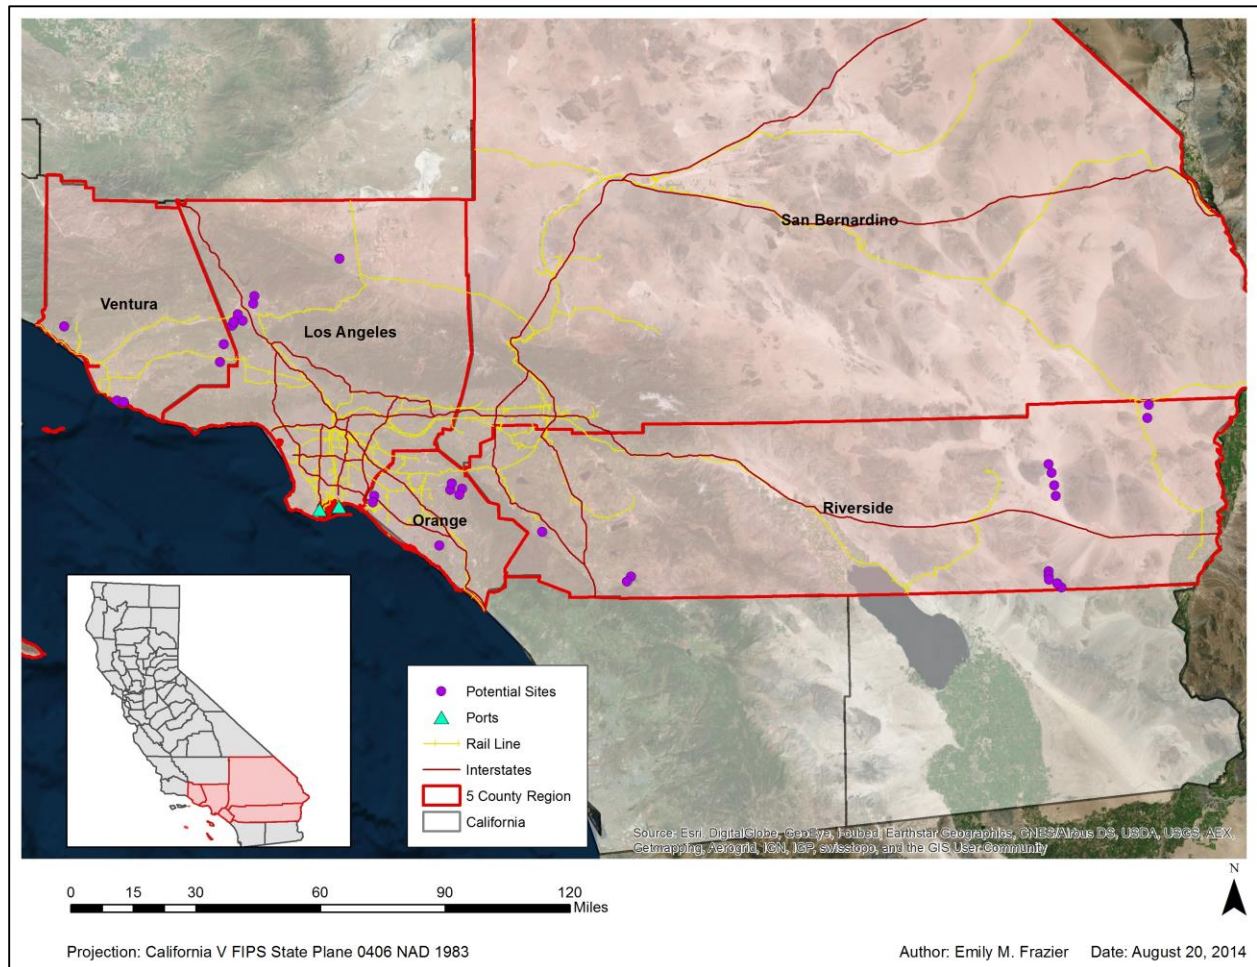 San Bernardino
Ventura
Los Angeles
Riverside
Orange
Potential Sites
Ports
Rail Line
Interstates
5 County Region
California
Source: Esri, DigitalGlobe, GeoEye, i-cubed, Earthstar Geographics, CNES/Airbus DS, USDA, USGS, AEX,
Getmapping, Aerogrid, IGN, IGP, swisstopo, and the GIS User Community
N
0 15 30 60 90 120
Miles
Projection: California V FIPS State Plane 0406 NAD 1983
Author: Emily M. Frazier Date: August 20, 2014